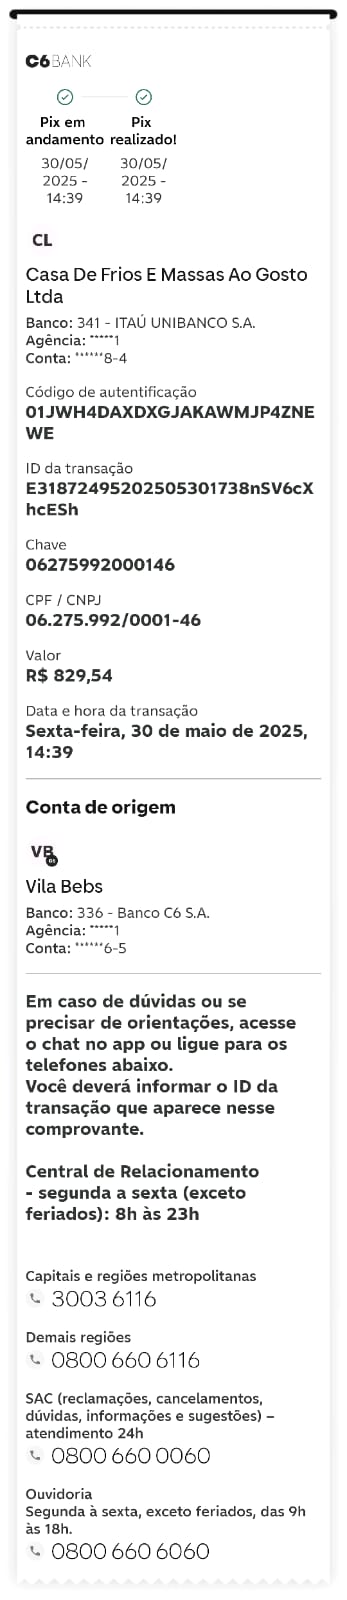 C6BANK
Pix em andamento
30/05/
2025 -
14:39
Pix realizado!
30/05/
2025 -
14:39
CL
Casa De Frios E Massas Ao Gosto
Ltda
Banco: 341 - ITAÚ UNIBANCO S.A.
Agência: *****1
Conta: ******8-4
Código de autentificação
01JWH4DAXDXGJAKAWMJP4ZNE
WE
ID da transação
E31872495202505301738nSV6cX
hcESh
Chave
06275992000146
CPF / CNPJ
06.275.992/0001-46
Valor
R$ 829,54
Data e hora da transação
Sexta-feira, 30 de maio de 2025,
14:39
Conta de origem
VB
Vila Bebs
Banco: 336 - Banco C6 S.A.
Agência: *****1
Conta: ******6-5
Em caso de dúvidas ou se
precisar de orientações, acesse
o chat no app ou ligue para os
telefones abaixo.
Você deverá informar o ID da
transação que aparece nesse
comprovante.
Central de Relacionamento
- segunda a sexta (exceto
feriados): 8h às 23h
Capitais e regiões metropolitanas
3003 6116
Demais regiões
0800 660 6116
SAC (reclamações, cancelamentos,
dúvidas, informações e sugestões) –
atendimento 24h
0800 660 0060
Ouvidoria
Segunda à sexta, exceto feriados, das 9h
às 18h.
0800 660 6060